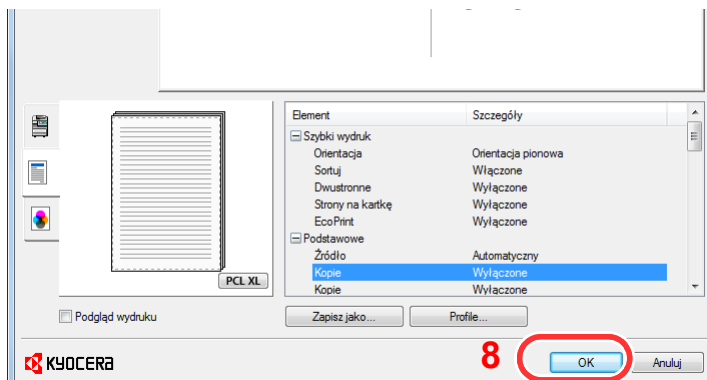 Element Szczegóły
Szybki wydruk
Orientacja Orientacja pionowa
Sortuj Włączone
Dwustronne Wyłączone
Strony na kartkę Wyłączone
EcoPrint Wyłączone
Podstawowe
Źródło Automatyczny
Kopie Wyłączone
Kopie Wyłączone
PCL XL
Podgląd wydruku Zapisz jako... Profile...
KYOCERA 8 OK Anuluj